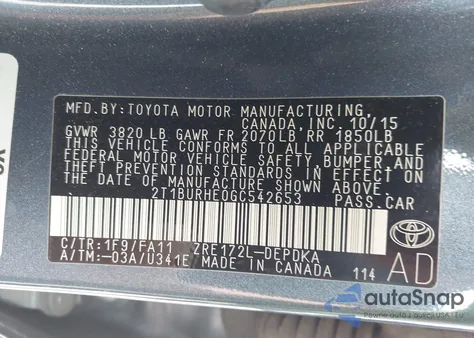 MFD.BY:TOYOTA MOTOR MANUFACTURING
CANADA, INC. 10/15
GVWR 3820 LB GAWR FR 2070LB RR 1850LB
THIS VEHICLE CONFORMS TO ALL APPLICABLE
FEDERAL MOTOR VEHICLE SAFETY, BUMPER, AND
THEFT PREVENTION STANDARDS IN EFFECT ON
THE DATE OF MANUFACTURE SHOWN ABOVE.
2T1BURHE0GC542653 PASS.CAR
C/TR:1F9/FA11 ZRE172L-DEPDKA
A/TM:-03A/U341E MADE IN CANADA 114
AD
autoSnap